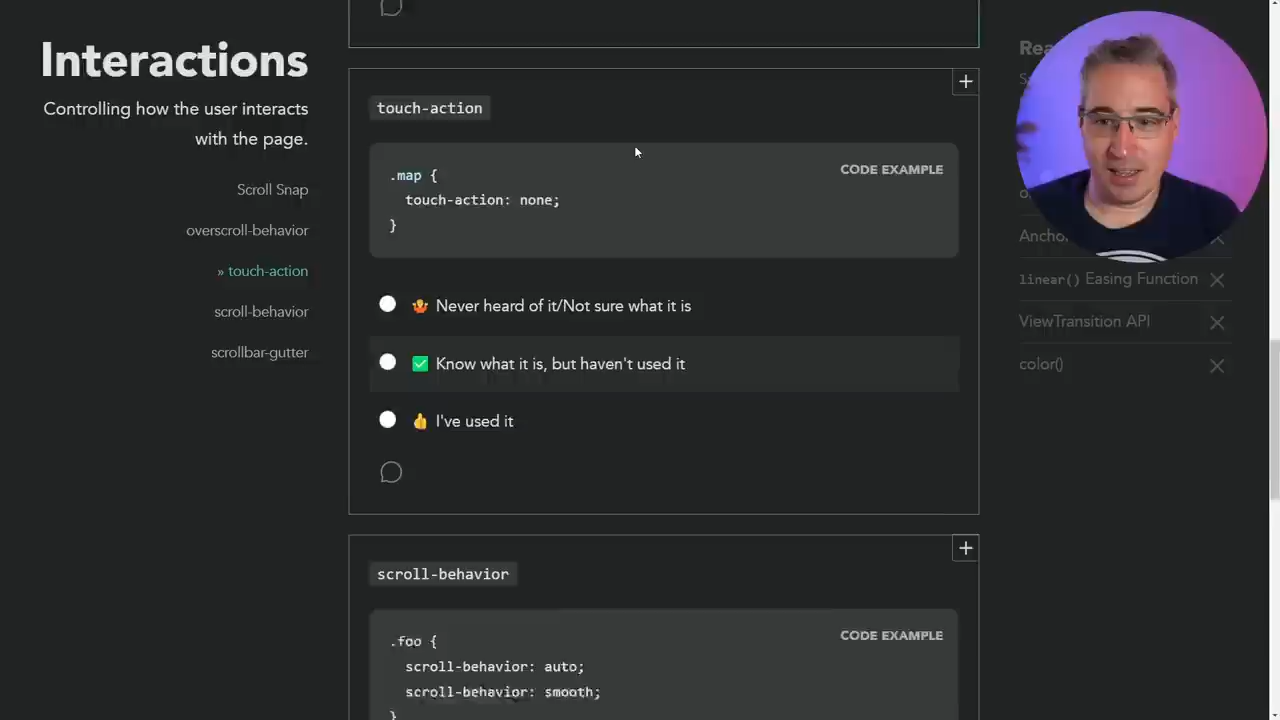 Interactions
Controlling how the user interacts
with the page.
Scroll Snap
overscroll-behavior
» touch-action
scroll-behavior
scrollbar-gutter
touch-action
CODE EXAMPLE
.map {
touch-action: none;
}
🤷 Never heard of it/Not sure what it is
✅ Know what it is, but haven't used it
👍 I've used it
scroll-behavior
CODE EXAMPLE
.foo {
scroll-behavior: auto;
scroll-behavior: smooth;
}
linear() Easing Function
ViewTransition API
color()